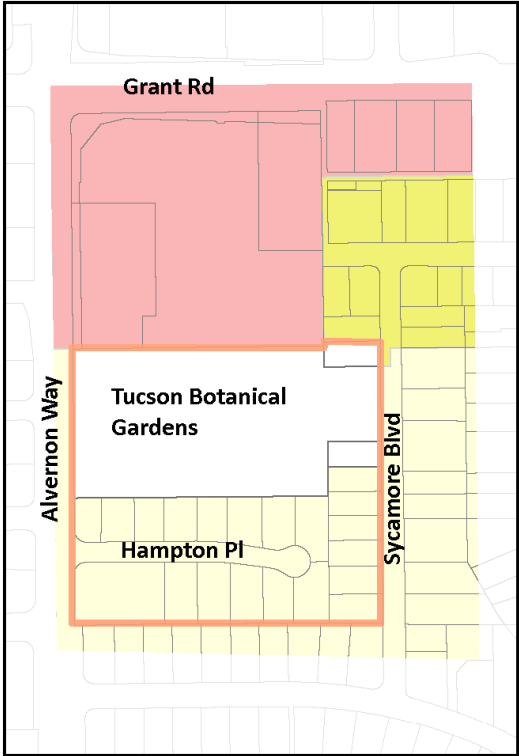 Grant Rd
Tucson Botanical
Gardens
Alvernon Way
Sycamore Blvd
Hampton Pl